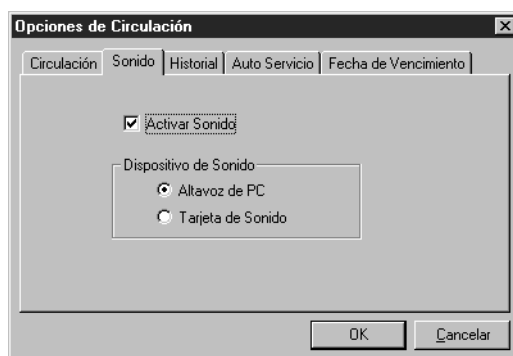 Opciones de Circulación
Circulación Sonido Historial Auto Servicio Fecha de Vencimiento
Activar Sonido
Dispositivo de Sonido
Altavoz de PC
Tarjeta de Sonido
OK Cancelar